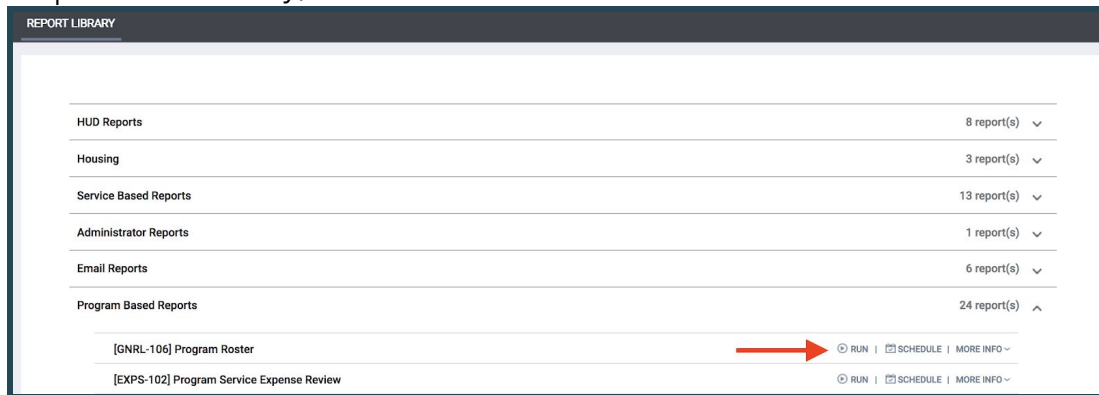 REPORT LIBRARY
HUD Reports 8 report(s)
Housing 3 report(s)
Service Based Reports 13 report(s)
Administrator Reports 1 report(s)
Email Reports 6 report(s)
Program Based Reports 24 report(s)
[GNRL-106] Program Roster RUN | SCHEDULE | MORE INFO
[EXPS-102] Program Service Expense Review RUN | SCHEDULE | MORE INFO